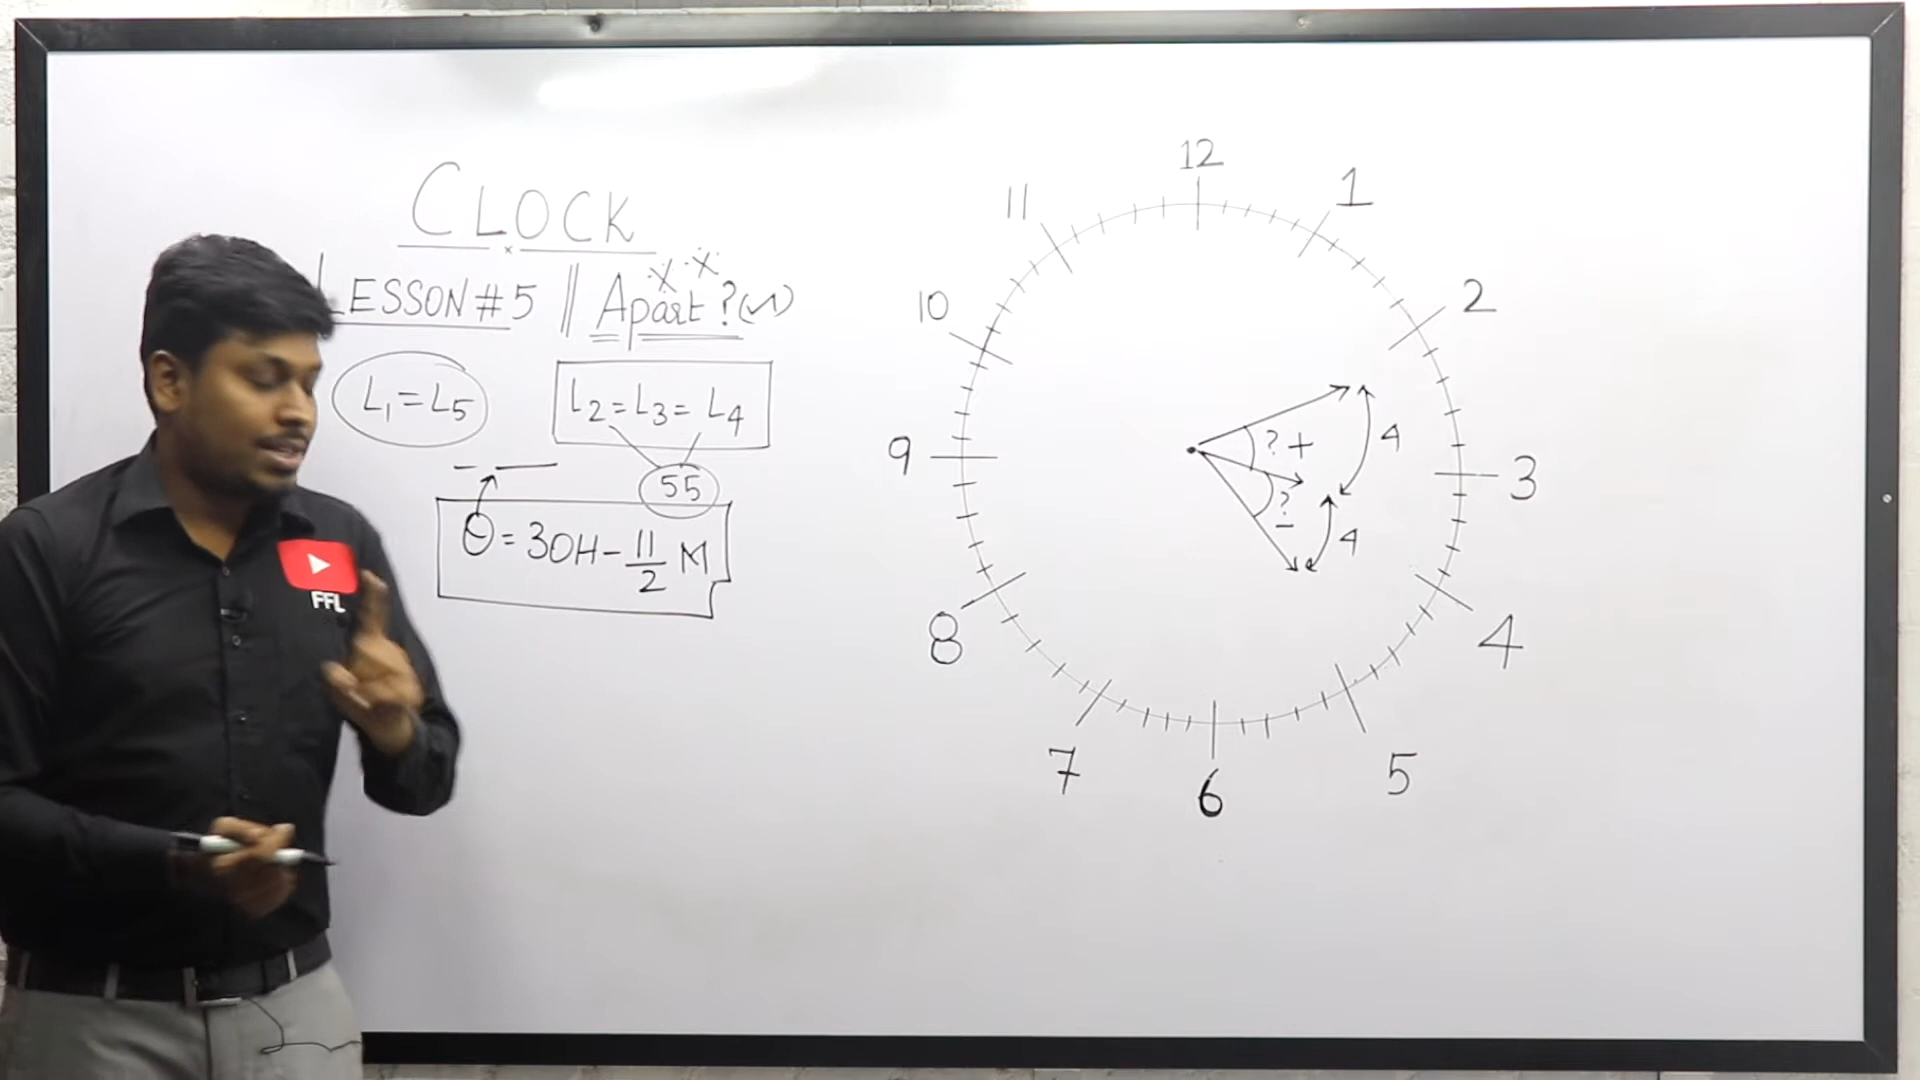 CLOCK
LESSON #5 || Apart ? (M)
X X
L1 = L5
L2 = L3 = L4
55
θ = 30H - 11/2 M
FFL
12
1
2
3
4
5
6
7
8
9
10
11
? +
4
?
-
4